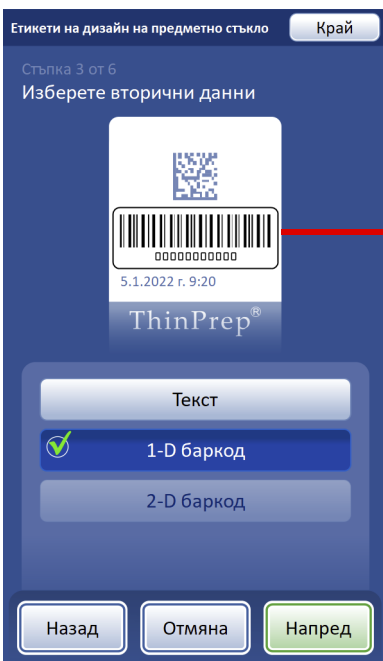 Етикети на дизайн на предметно стъкло
Край
Стъпка 3 от 6
Изберете вторични данни
00000000000
5.1.2022 г. 9:20
ThinPrep®
Текст
1-D баркод
2-D баркод
Назад
Отмяна
Напред